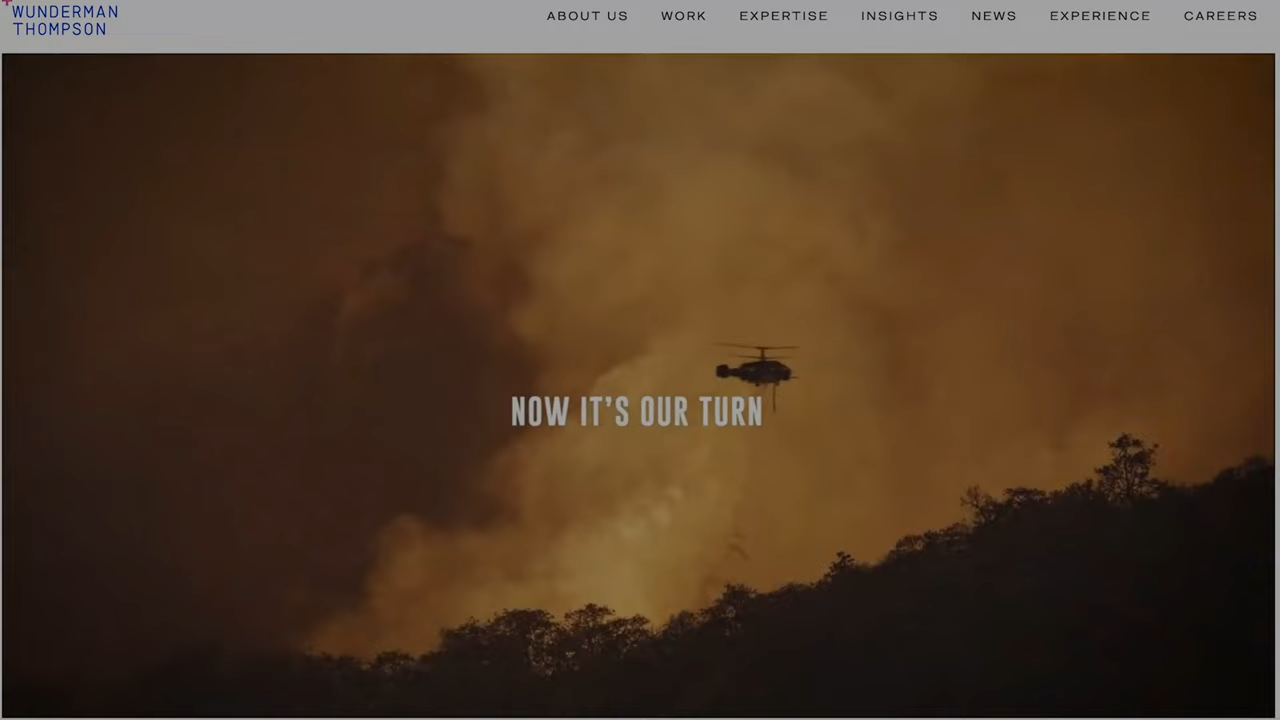 WUNDERMAN
THOMPSON
ABOUT US WORK EXPERTISE INSIGHTS NEWS EXPERIENCE CAREERS
NOW IT'S OUR TURN